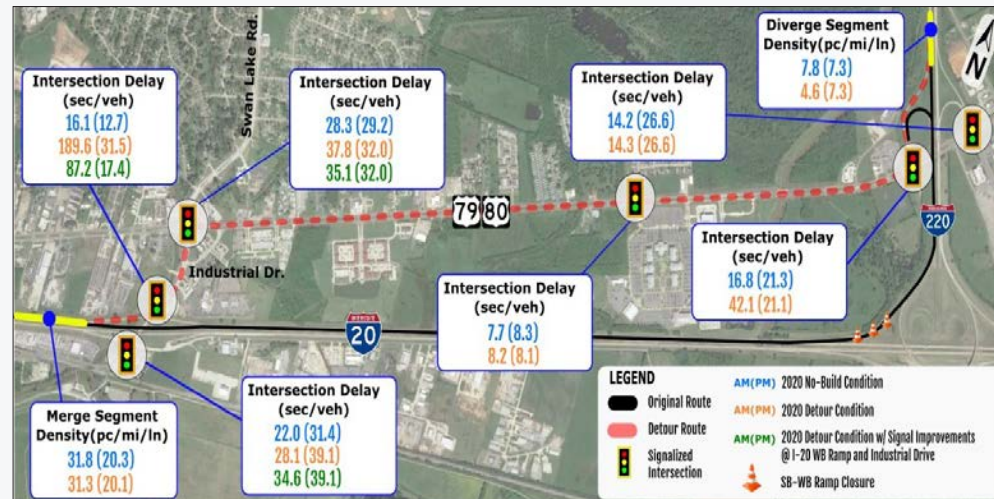 Swan Lake Rd.
Diverge Segment
Density(pc/mi/ln)
7.8 (7.3)
4.6 (7.3)
N
Intersection Delay
(sec/veh)
16.1 (12.7)
189.6 (31.5)
87.2 (17.4)
Intersection Delay
(sec/veh)
28.3 (29.2)
37.8 (32.0)
35.1 (32.0)
Intersection Delay
(sec/veh)
14.2 (26.6)
14.3 (26.6)
79 80
INTERSTATE
220
Industrial Dr.
Intersection Delay
(sec/veh)
16.8 (21.3)
42.1 (21.1)
Intersection Delay
(sec/veh)
7.7 (8.3)
8.2 (8.1)
INTERSTATE
20
Merge Segment
Density(pc/mi/ln)
31.8 (20.3)
31.3 (20.1)
Intersection Delay
(sec/veh)
22.0 (31.4)
28.1 (39.1)
34.6 (39.1)
LEGEND
Original Route
Detour Route
Signalized
Intersection
AM(PM) 2020 No-Build Condition
AM(PM) 2020 Detour Condition
AM(PM) 2020 Detour Condition w/ Signal Improvements
@ I-20 WB Ramp and Industrial Drive
SB-WB Ramp Closure